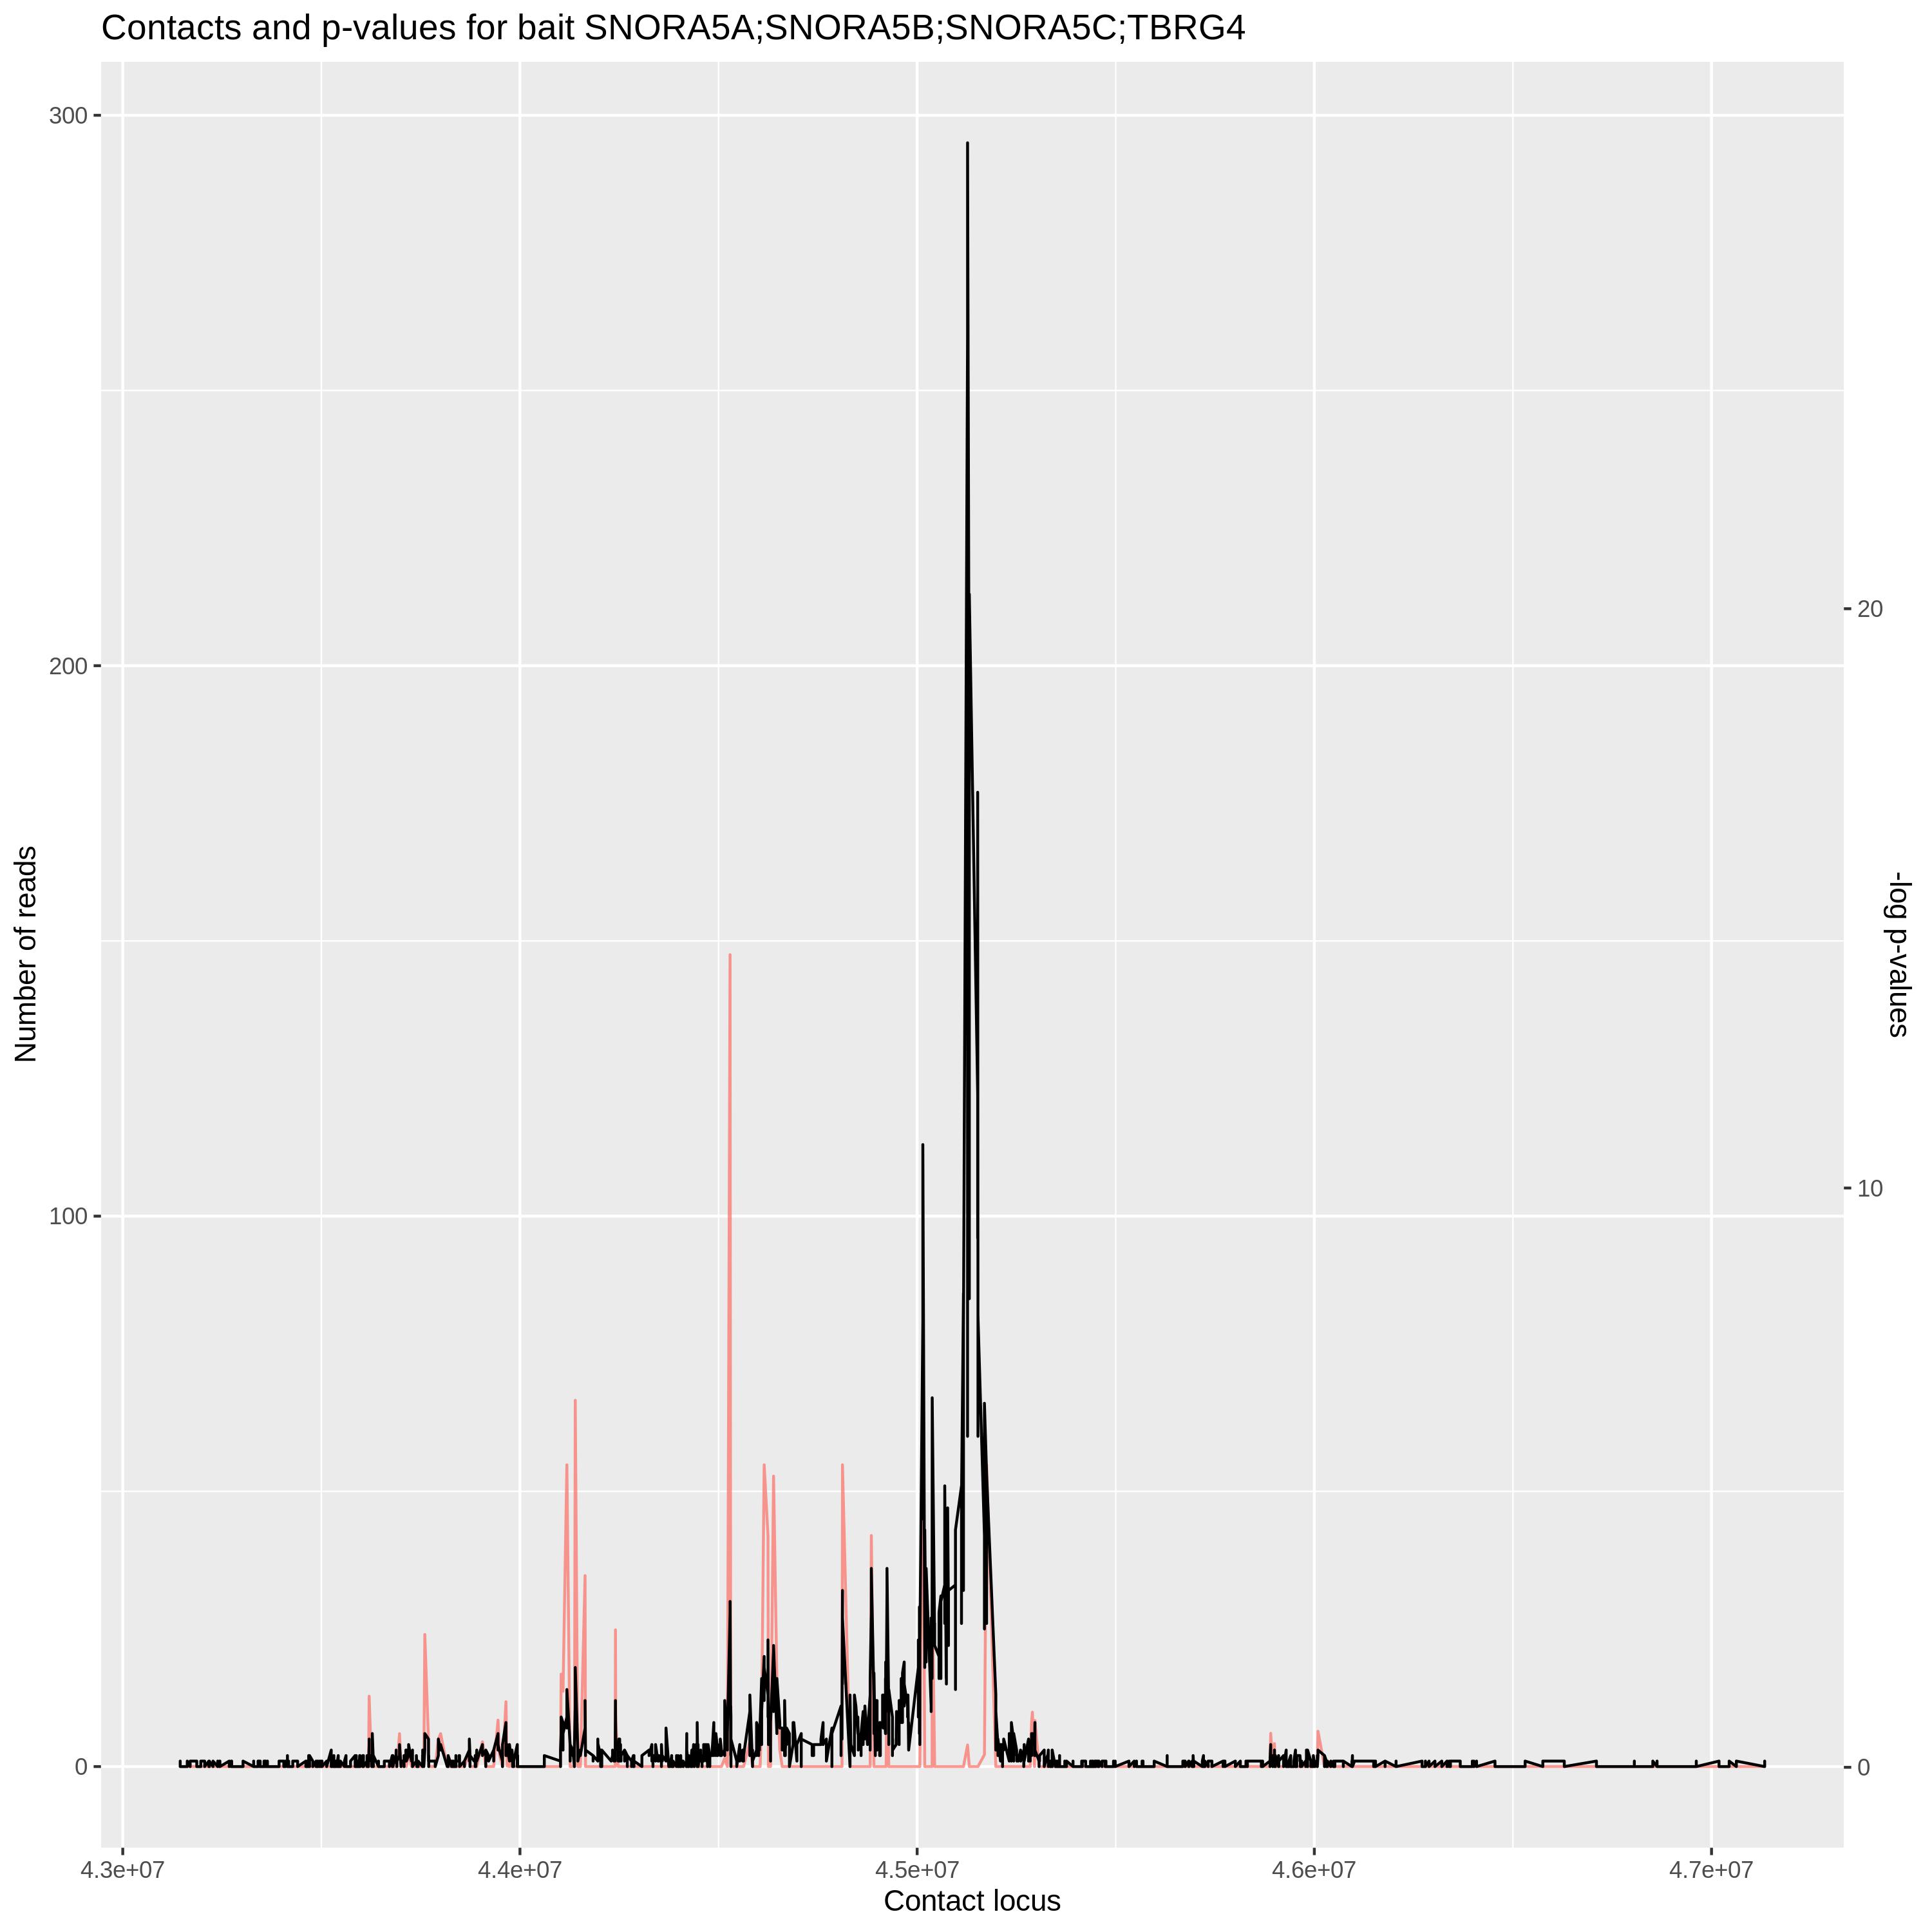 Contacts and p-values for bait SNORA5A;SNORA5B;SNORA5C;TBRG4
300
200
100
0
Number of reads
20
10
0
-log p-values
4.3e+07
4.4e+07
4.5e+07
4.6e+07
4.7e+07
Contact locus